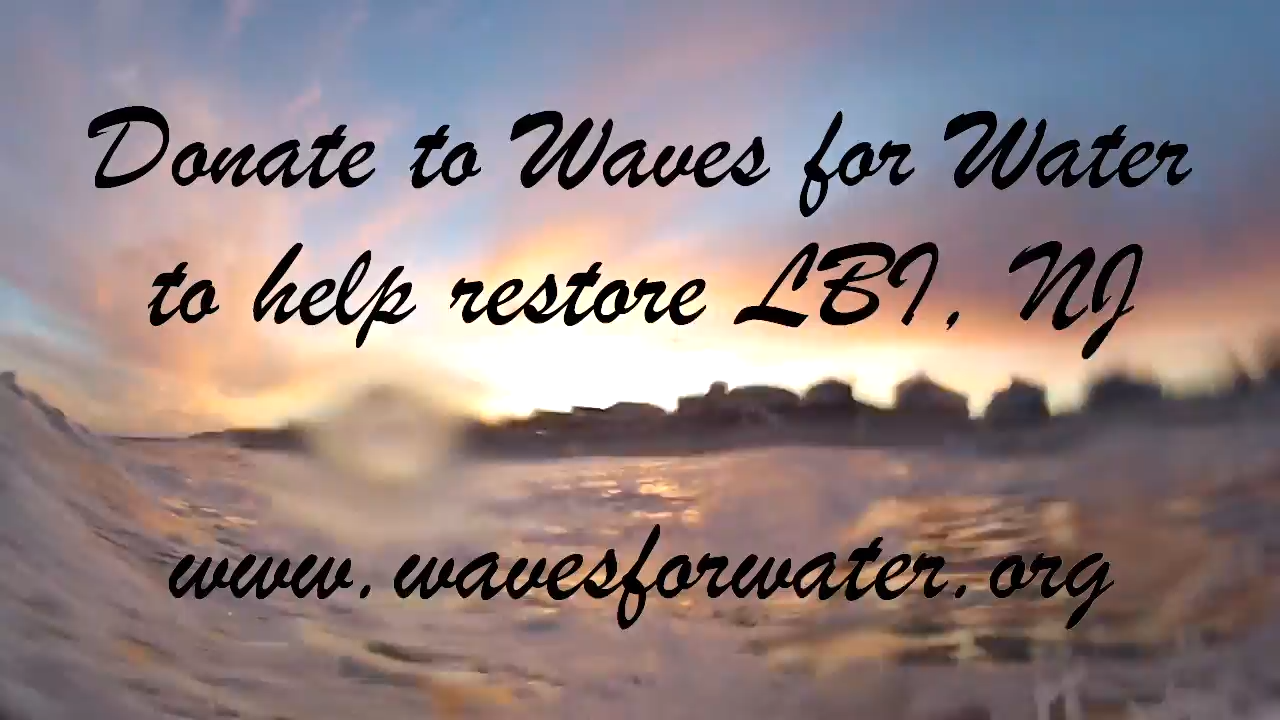 Donate to Waves for Water
to help restore LBI, NJ
www.wavesforwater.org